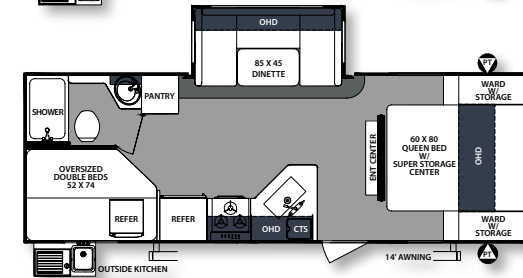 OHD
85 X 45
DINETTE
PT
WARD
W/
STORAGE
SHOWER
PANTRY
ENT CENTER
60 X 80
QUEEN BED
W/
SUPER STORAGE
CENTER
OHD
OVERSIZED
DOUBLE BEDS
52 X 74
REFER
REFER
OHD
CTS
WARD
W/
STORAGE
PT
14' AWNING
OUTSIDE KITCHEN